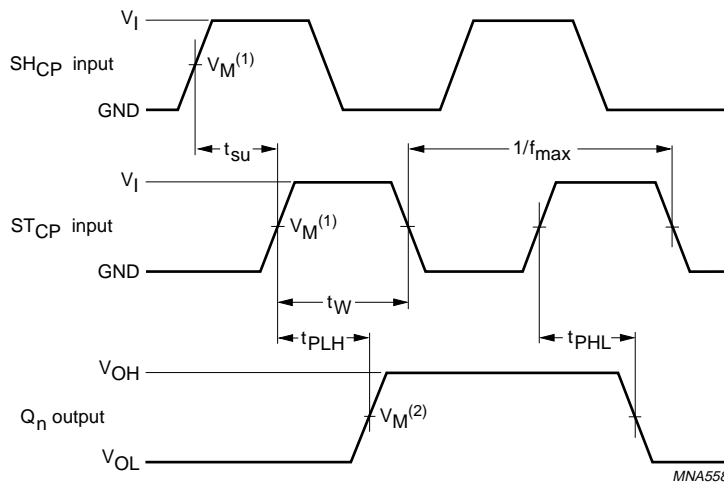 V_I
SH_CP input
V_M^(1)
GND
t_su
1/f_max
V_I
ST_CP input
V_M^(1)
GND
t_W
t_PLH
t_PHL
V_OH
Q_n output
V_M^(2)
V_OL
MNA558